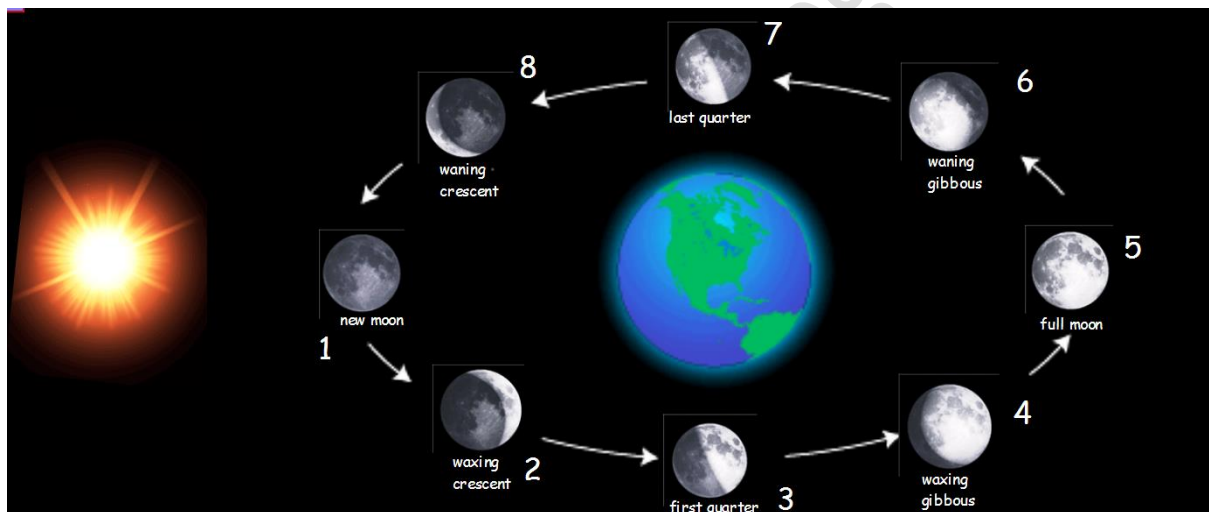 7
8
6
last quarter
waning
crescent
waning
gibbous
5
new moon
full moon
1
4
waxing
crescent
2
waxing
gibbous
first quarter
3